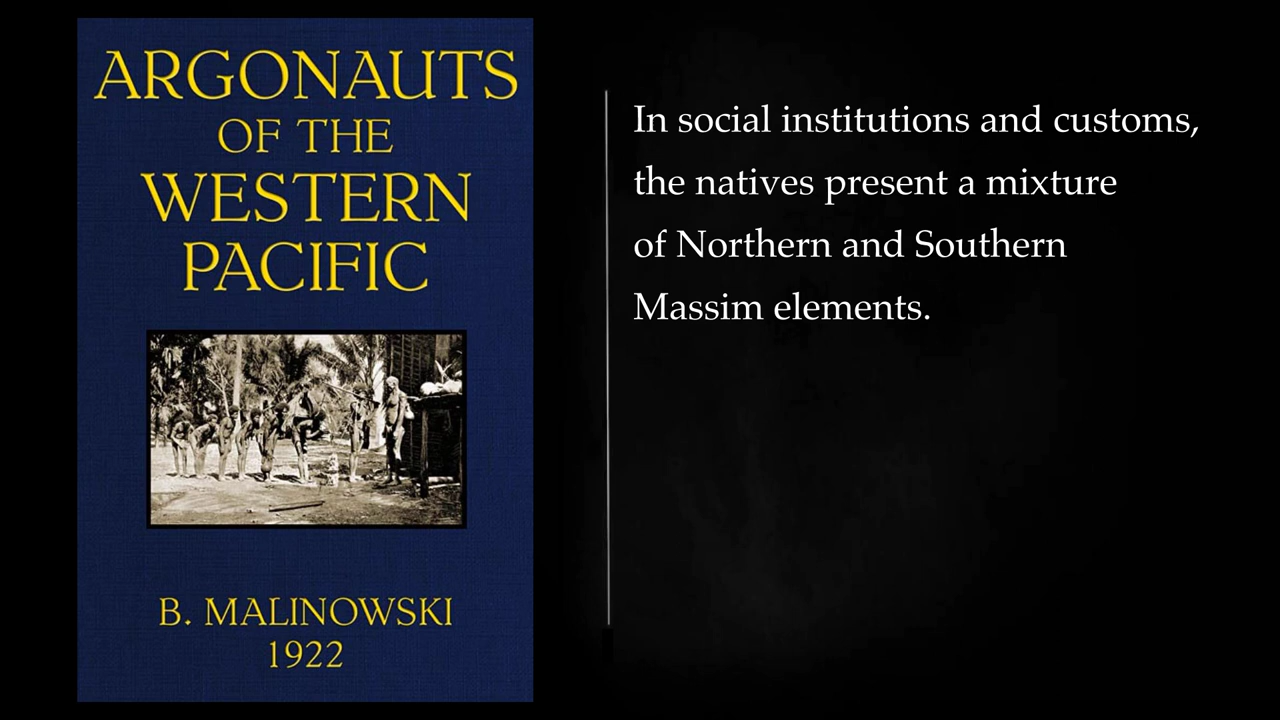 ARGONAUTS
OF THE
WESTERN
PACIFIC
B. MALINOWSKI
1922
In social institutions and customs,
the natives present a mixture
of Northern and Southern
Massim elements.